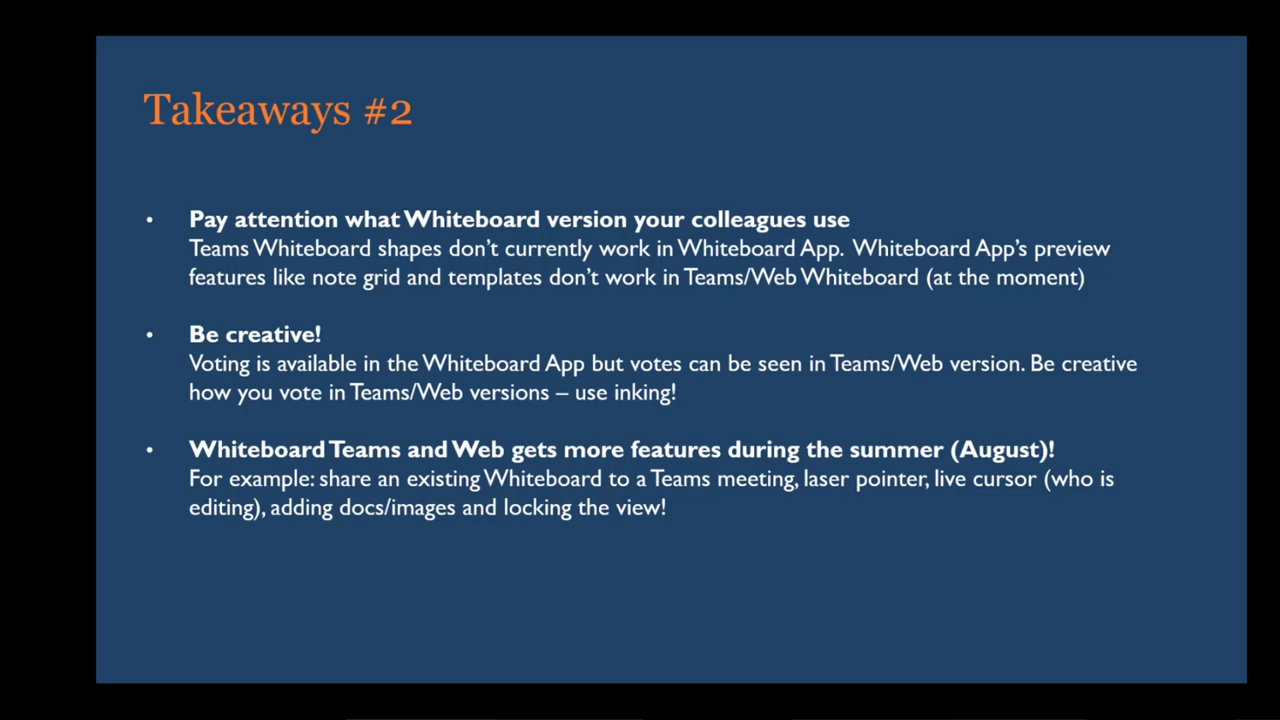 Takeaways #2
• Pay attention what Whiteboard version your colleagues use
Teams Whiteboard shapes don’t currently work in Whiteboard App. Whiteboard App’s preview
features like note grid and templates don’t work in Teams/Web Whiteboard (at the moment)
• Be creative!
Voting is available in the Whiteboard App but votes can be seen in Teams/Web version. Be creative
how you vote in Teams/Web versions – use inking!
• Whiteboard Teams and Web gets more features during the summer (August)!
For example: share an existing Whiteboard to a Teams meeting, laser pointer, live cursor (who is
editing), adding docs/images and locking the view!